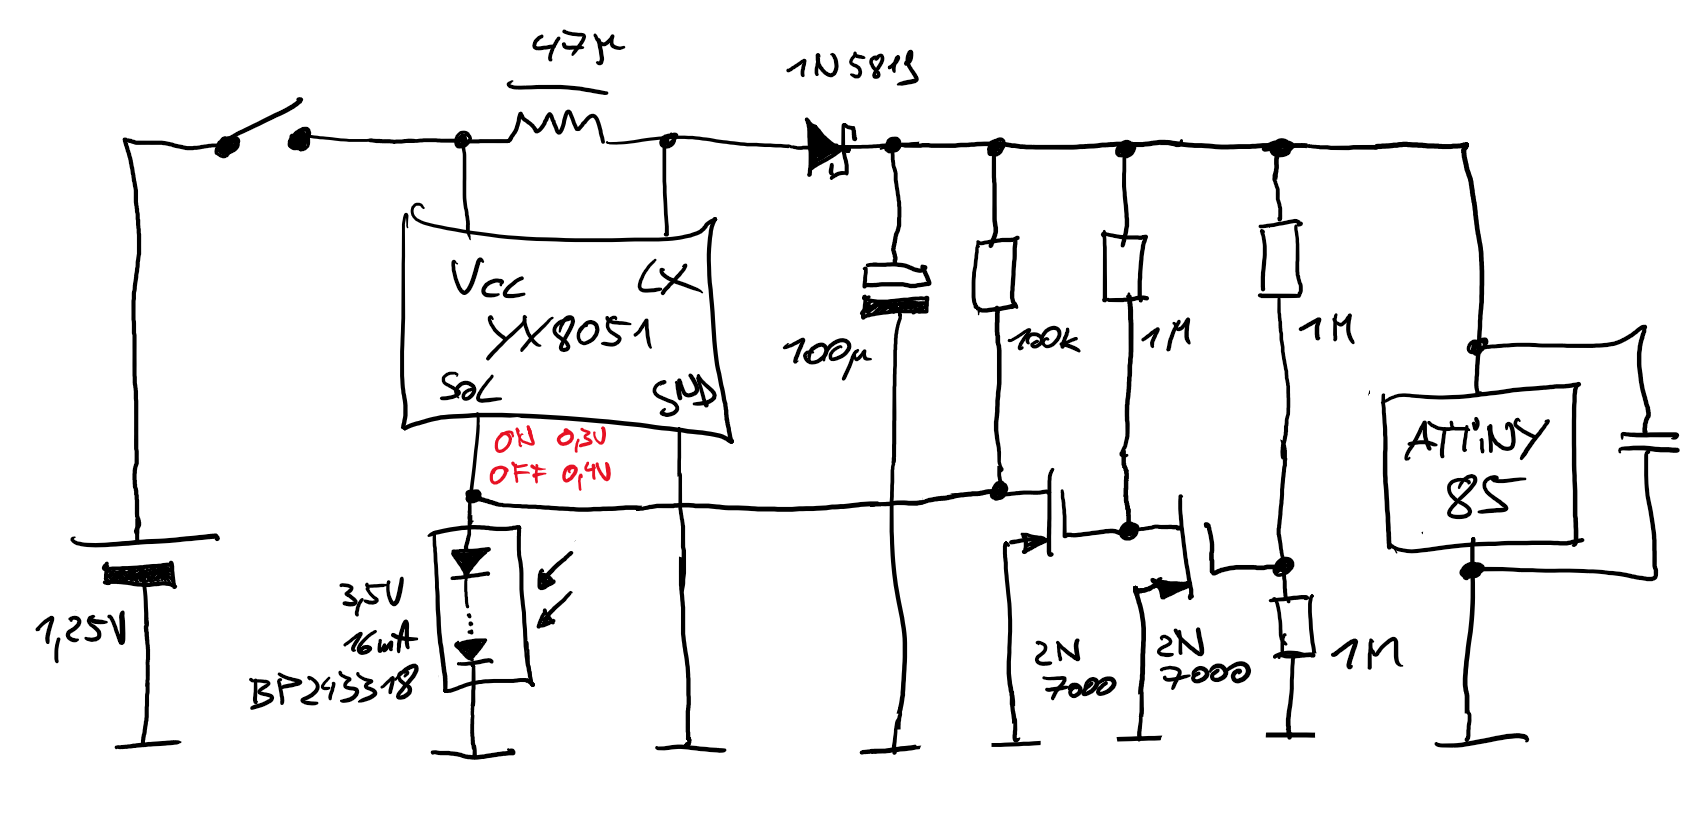 47µ
1N5819
VCC
LX
YX8051
SOL
GND
ON 0,3V
OFF 0,4V
100µ
100k
1M
1M
ATTiNY
85
1,25V
3,5V
16mA
BP243318
2N
7000
2N
7000
1M